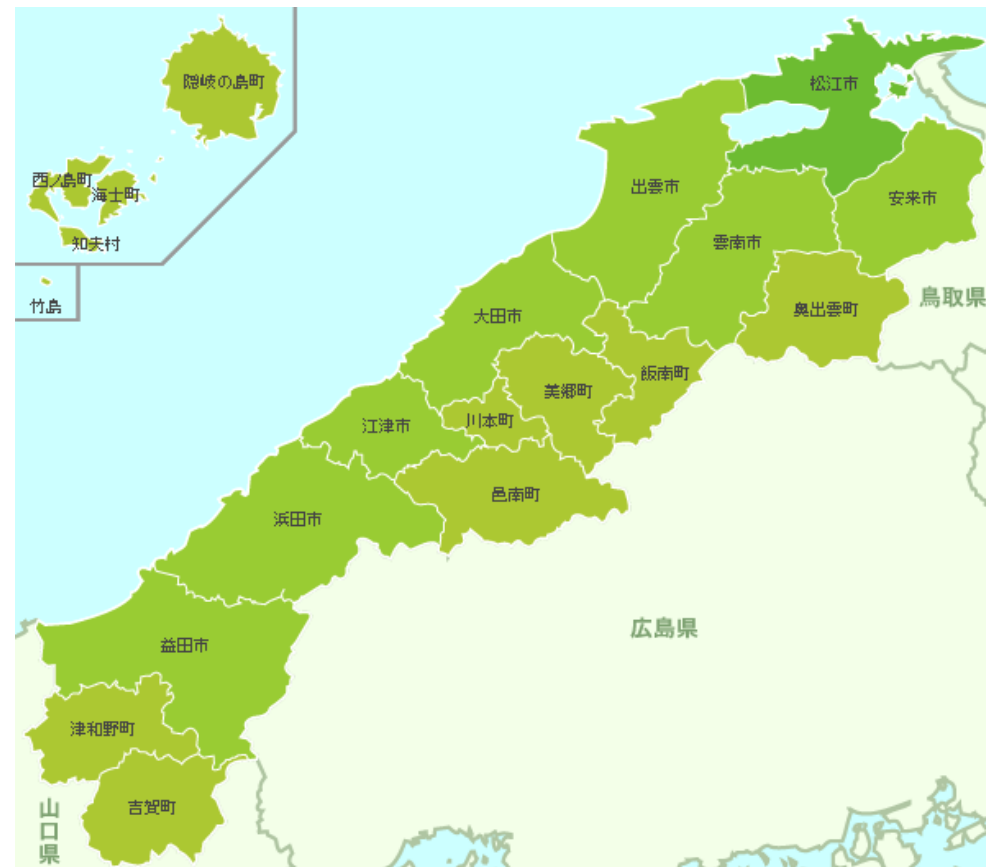 隠岐の島町
松江市
西ノ島町
海士町
出雲市
安来市
知夫村
雲南市
竹島
鳥取県
奥出雲町
大田市
飯南町
美郷町
川本町
江津市
邑南町
浜田市
広島県
益田市
津和野町
吉賀町
山口県